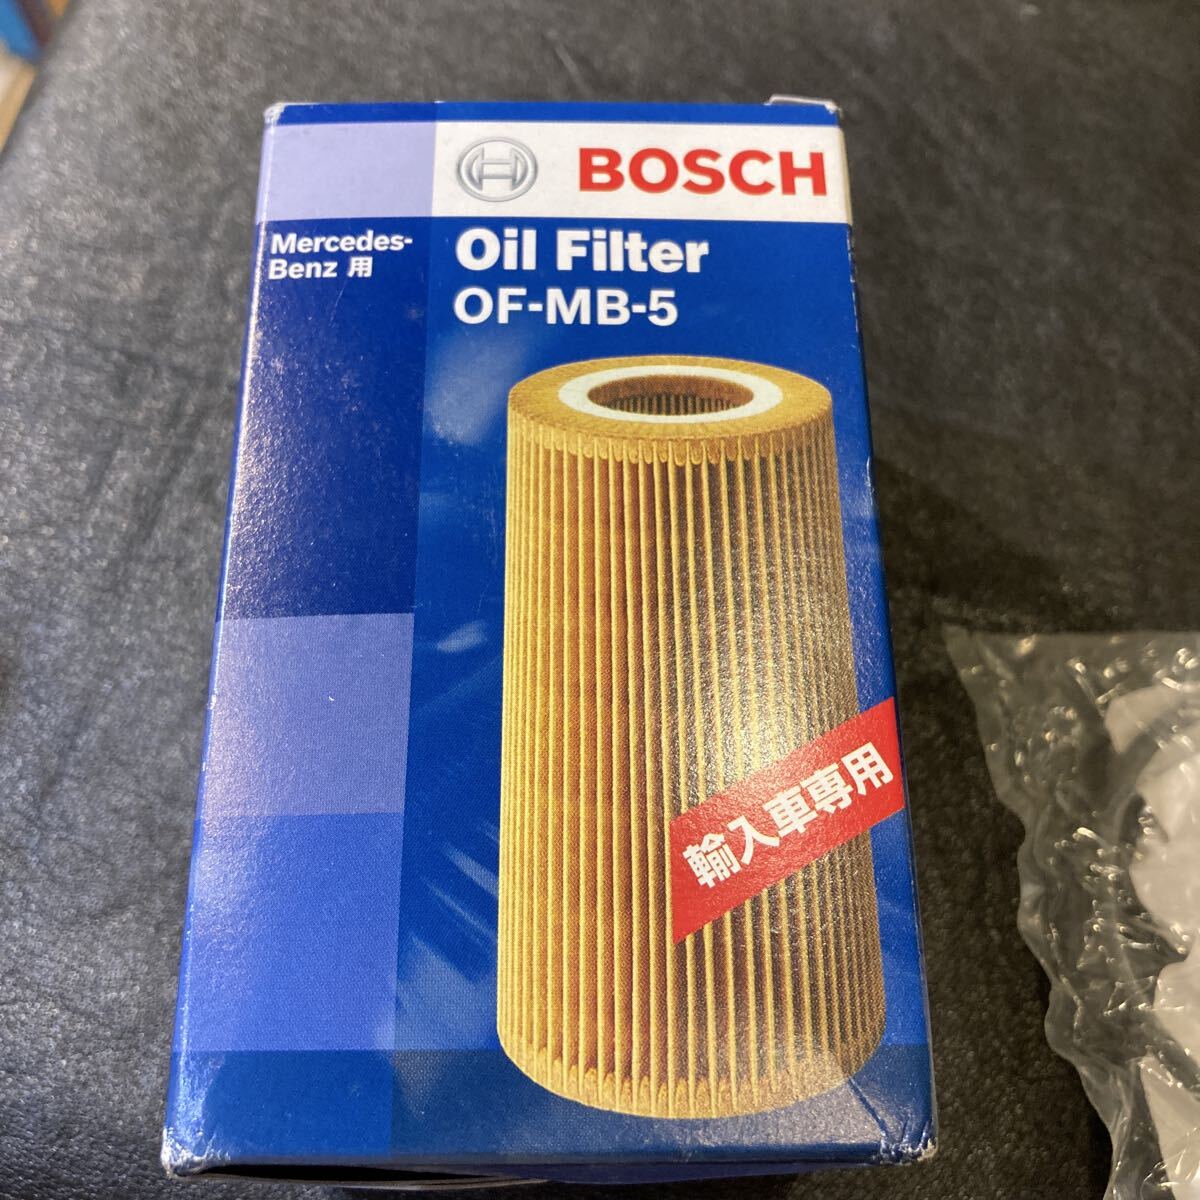 BOSCH
Mercedes-
Benz 用
Oil Filter
OF-MB-5
輸入車専用